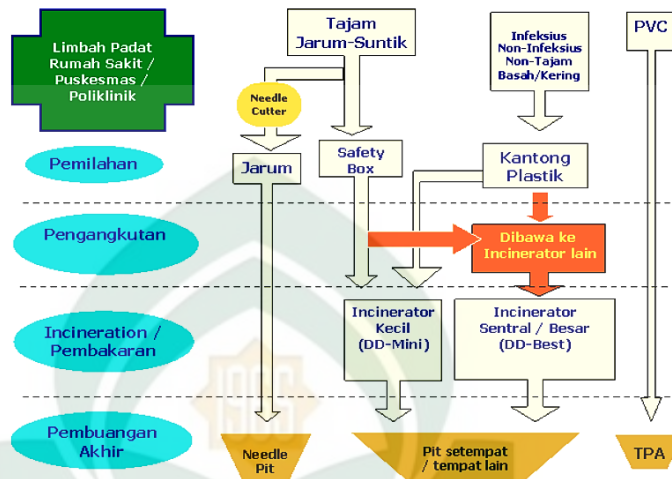 Limbah Padat
Rumah Sakit /
Puskesmas /
Poliklinik
Tajam
Jarum-Suntik
Infeksius
Non-Infeksius
Non-Tajam
Basah/Kering
PVC
Needle
Cutter
Pemilahan
Jarum
Safety
Box
Kantong
Plastik
Pengangkutan
Dibawa ke
Incinerator lain
Incineration /
Pembakaran
Incinerator
Kecil
(DD-Mini)
Incinerator
Sentral / Besar
(DD-Best)
1965
Pembuangan
Akhir
Needle
Pit
Pit setempat
/ tempat lain
TPA